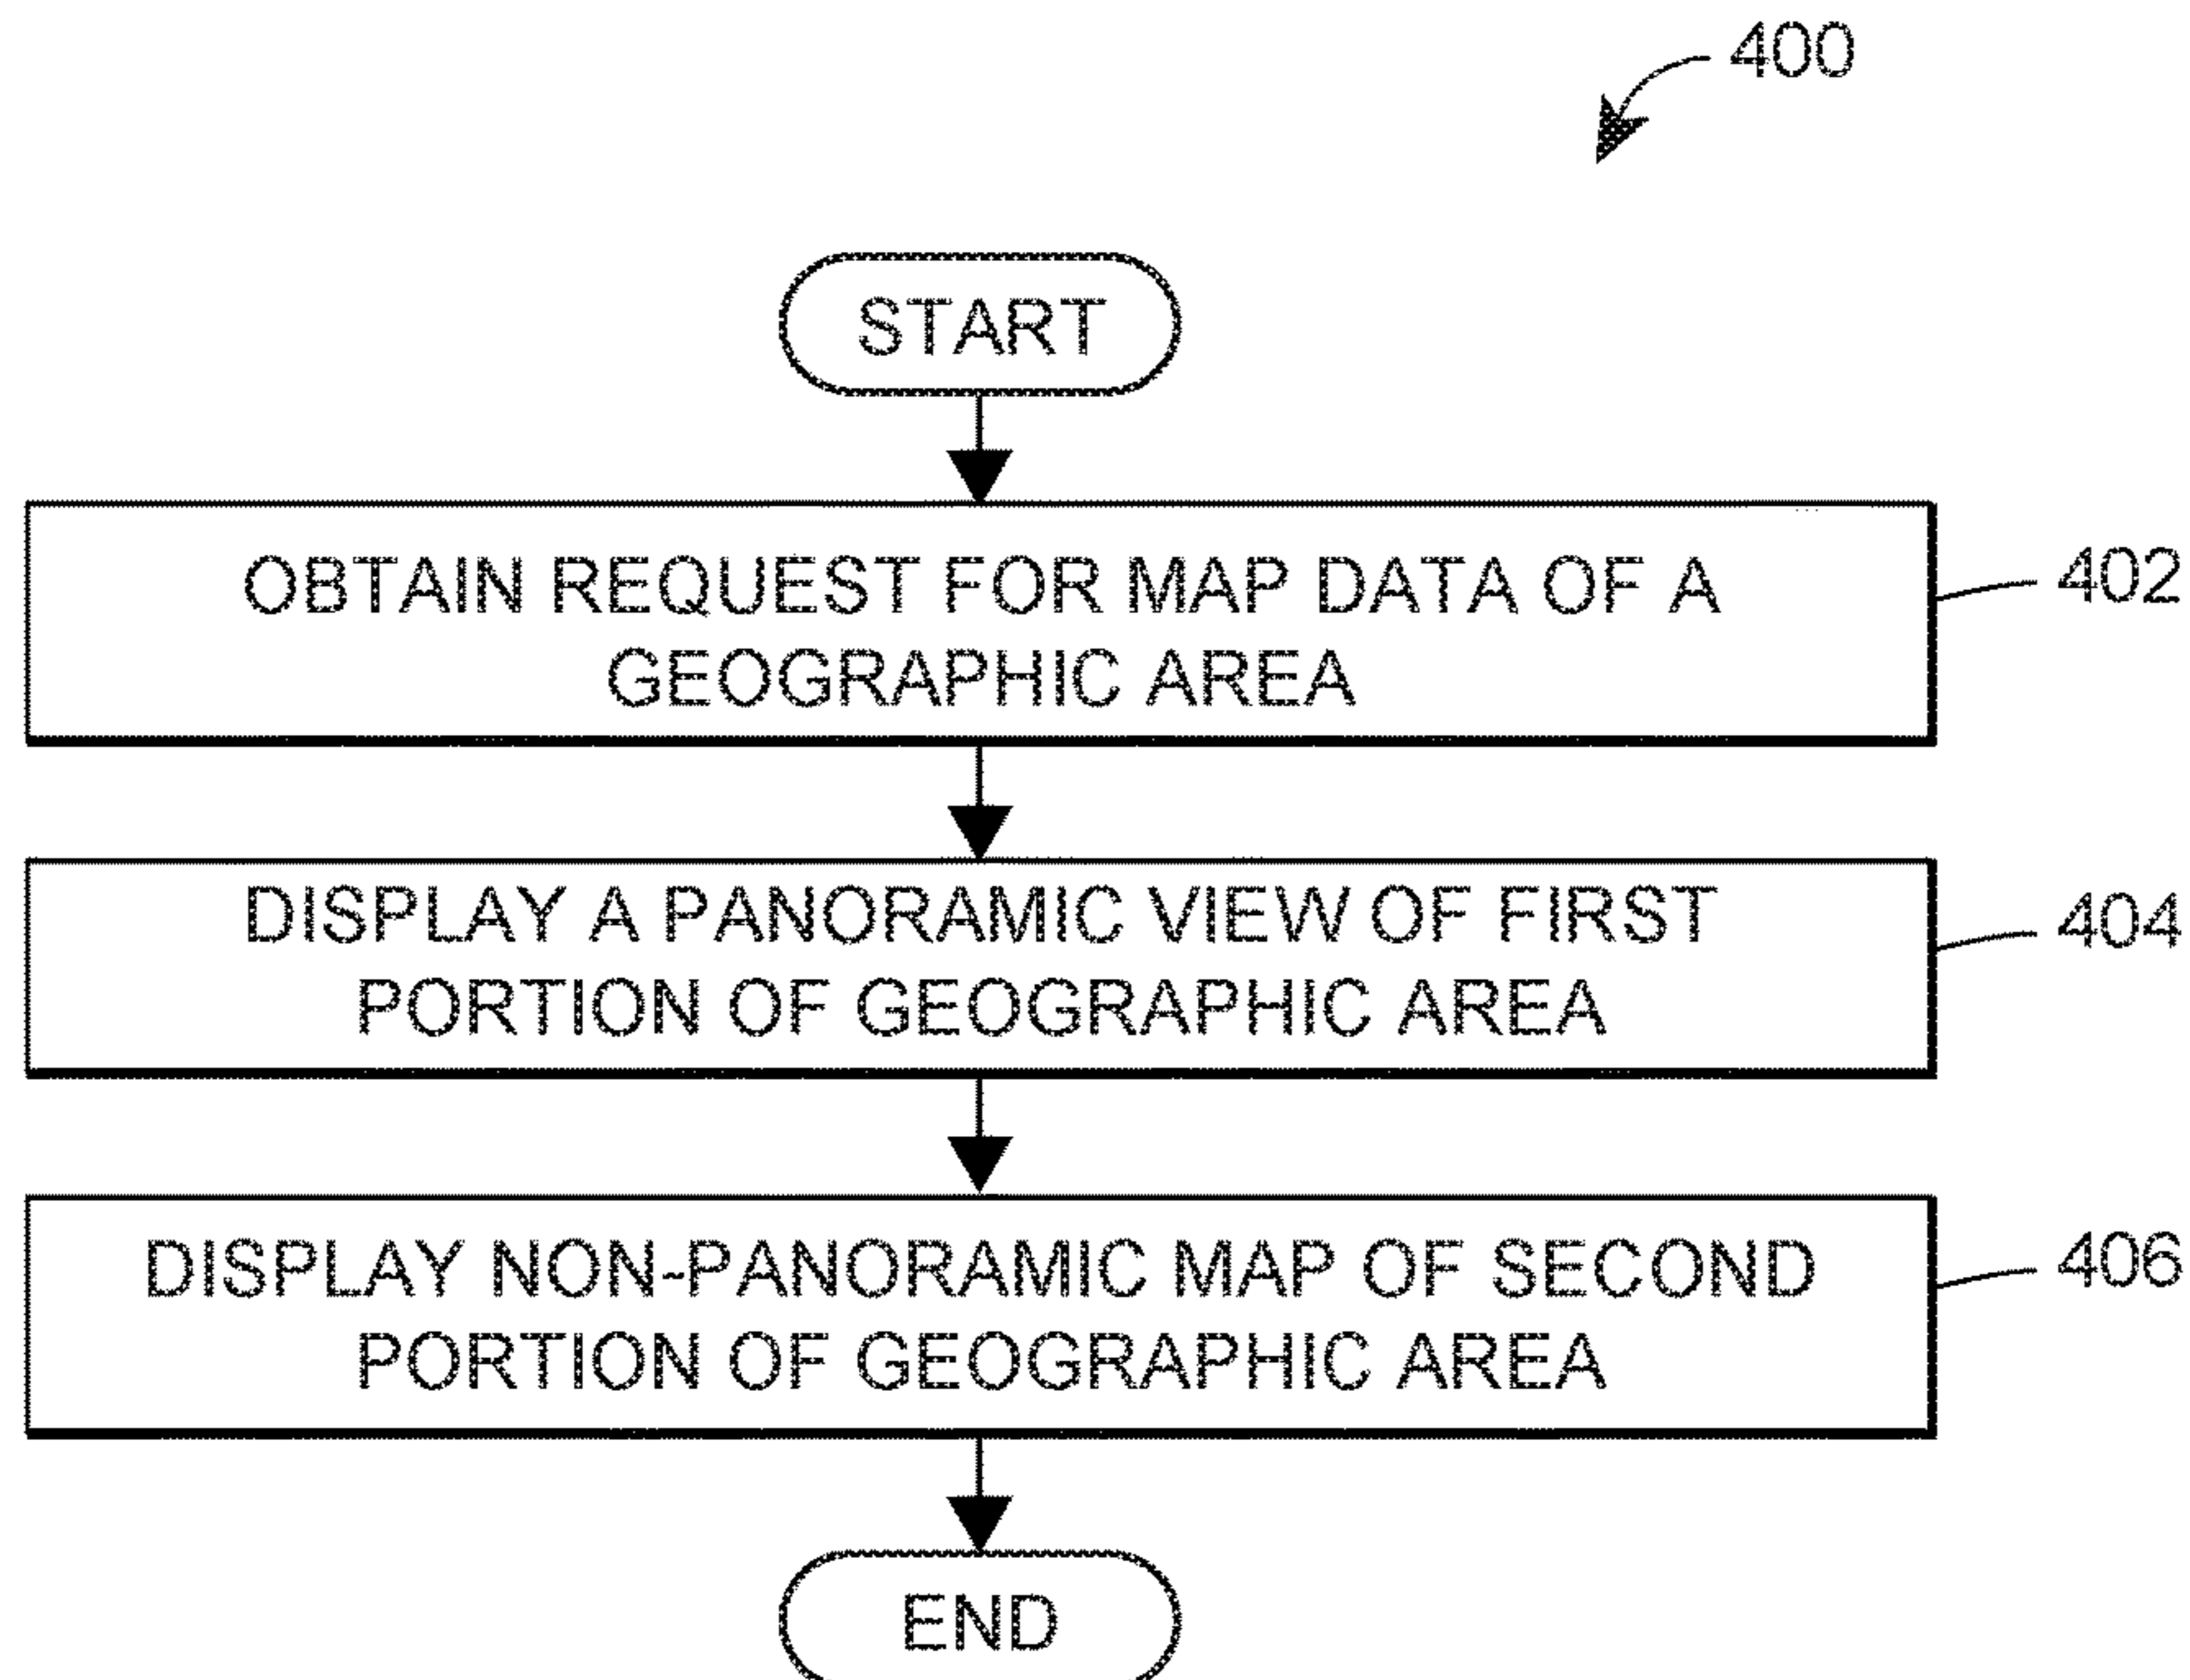 400
START
OBTAIN REQUEST FOR MAP DATA OF A
GEOGRAPHIC AREA
402
DISPLAY A PANORAMIC VIEW OF FIRST
PORTION OF GEOGRAPHIC AREA
404
DISPLAY NON-PANORAMIC MAP OF SECOND
PORTION OF GEOGRAPHIC AREA
406
END